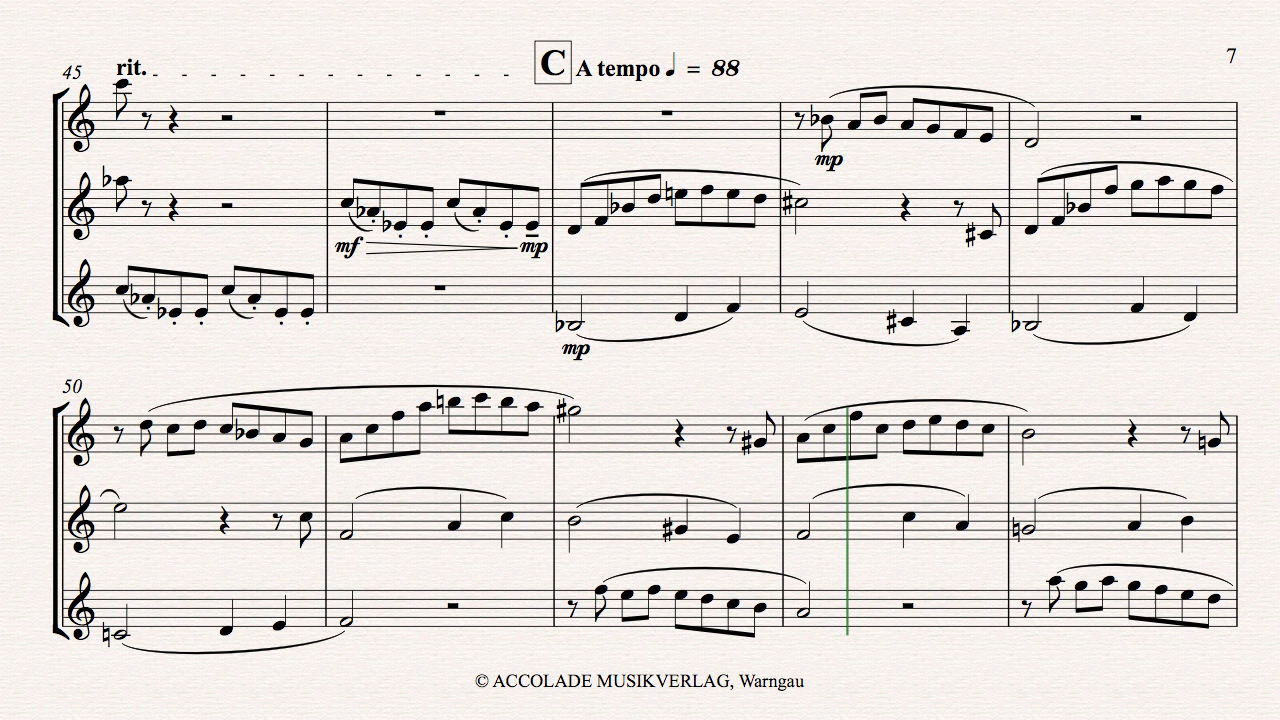 7
45 rit. C A tempo ♩ = 88
mp
mf mp
mp
50
© ACCOLADE MUSIKVERLAG, Warngau